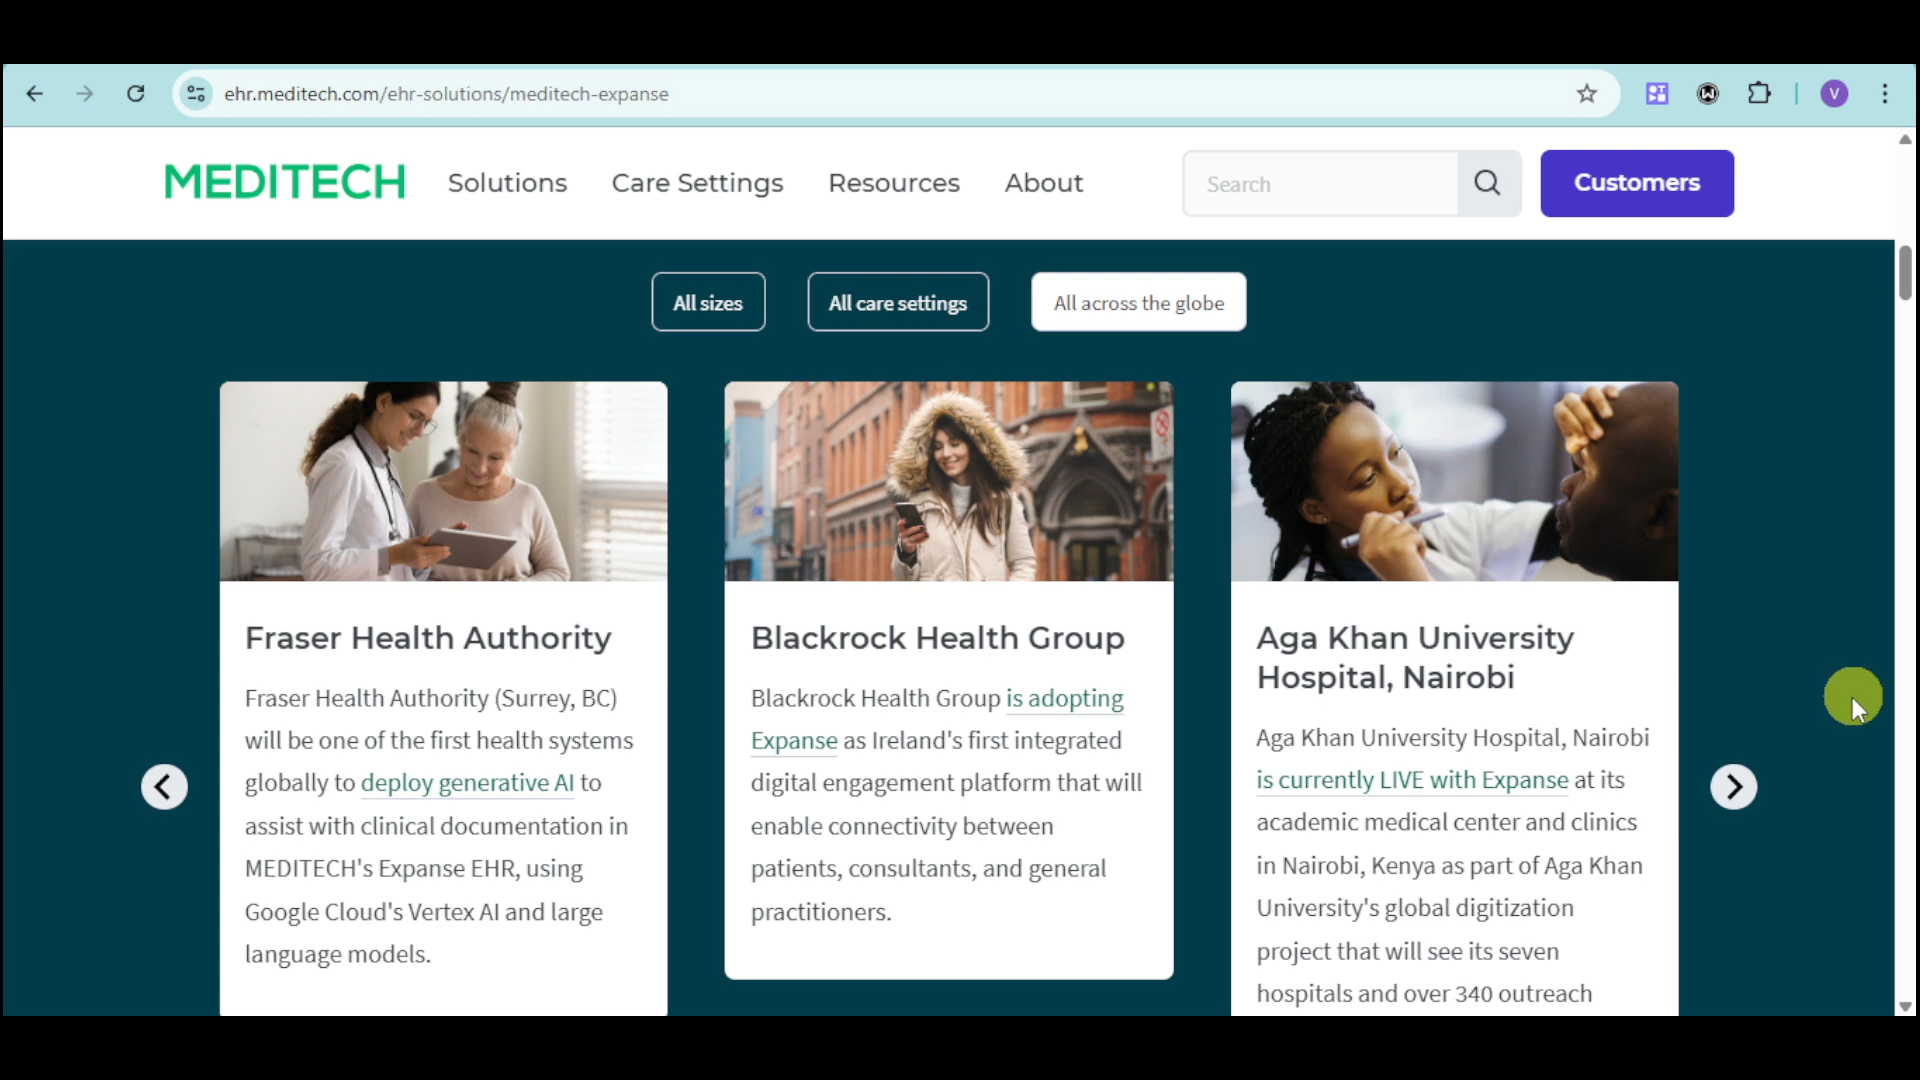 ehr.meditech.com/ehr-solutions/meditech-expanse
V
MEDITECH
Solutions
Care Settings
Resources
About
Search
Customers
All sizes
All care settings
All across the globe
Fraser Health Authority
Fraser Health Authority (Surrey, BC)
will be one of the first health systems
globally to deploy generative AI to
assist with clinical documentation in
MEDITECH's Expanse EHR, using
Google Cloud's Vertex AI and large
language models.
Blackrock Health Group
Blackrock Health Group is adopting
Expanse as Ireland's first integrated
digital engagement platform that will
enable connectivity between
patients, consultants, and general
practitioners.
Aga Khan University
Hospital, Nairobi
Aga Khan University Hospital, Nairobi
is currently LIVE with Expanse at its
academic medical center and clinics
in Nairobi, Kenya as part of Aga Khan
University's global digitization
project that will see its seven
hospitals and over 340 outreach